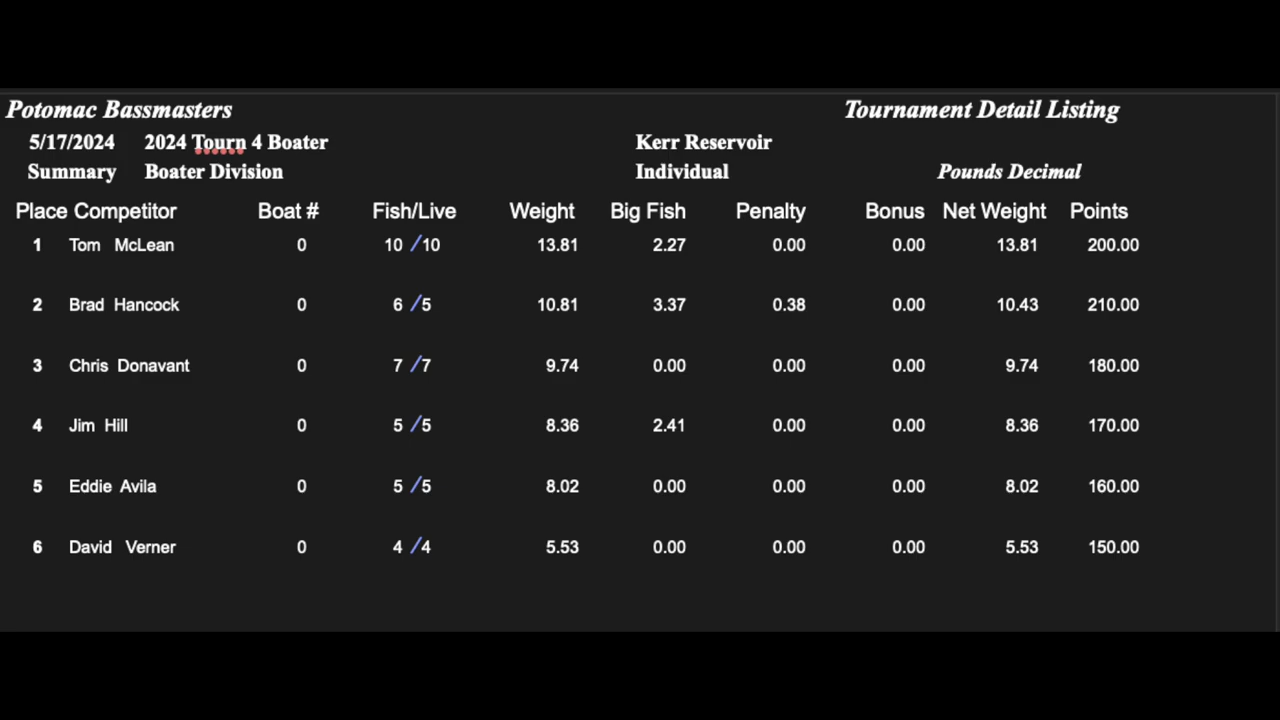 Potomac Bassmasters Tournament Detail Listing
5/17/2024 2024 Tourn 4 Boater Kerr Reservoir
Summary Boater Division Individual Pounds Decimal
Place Competitor Boat # Fish/Live Weight Big Fish Penalty Bonus Net Weight Points
1 Tom McLean 0 10 /10 13.81 2.27 0.00 0.00 13.81 200.00
2 Brad Hancock 0 6 /5 10.81 3.37 0.38 0.00 10.43 210.00
3 Chris Donavant 0 7 /7 9.74 0.00 0.00 0.00 9.74 180.00
4 Jim Hill 0 5 /5 8.36 2.41 0.00 0.00 8.36 170.00
5 Eddie Avila 0 5 /5 8.02 0.00 0.00 0.00 8.02 160.00
6 David Verner 0 4 /4 5.53 0.00 0.00 0.00 5.53 150.00